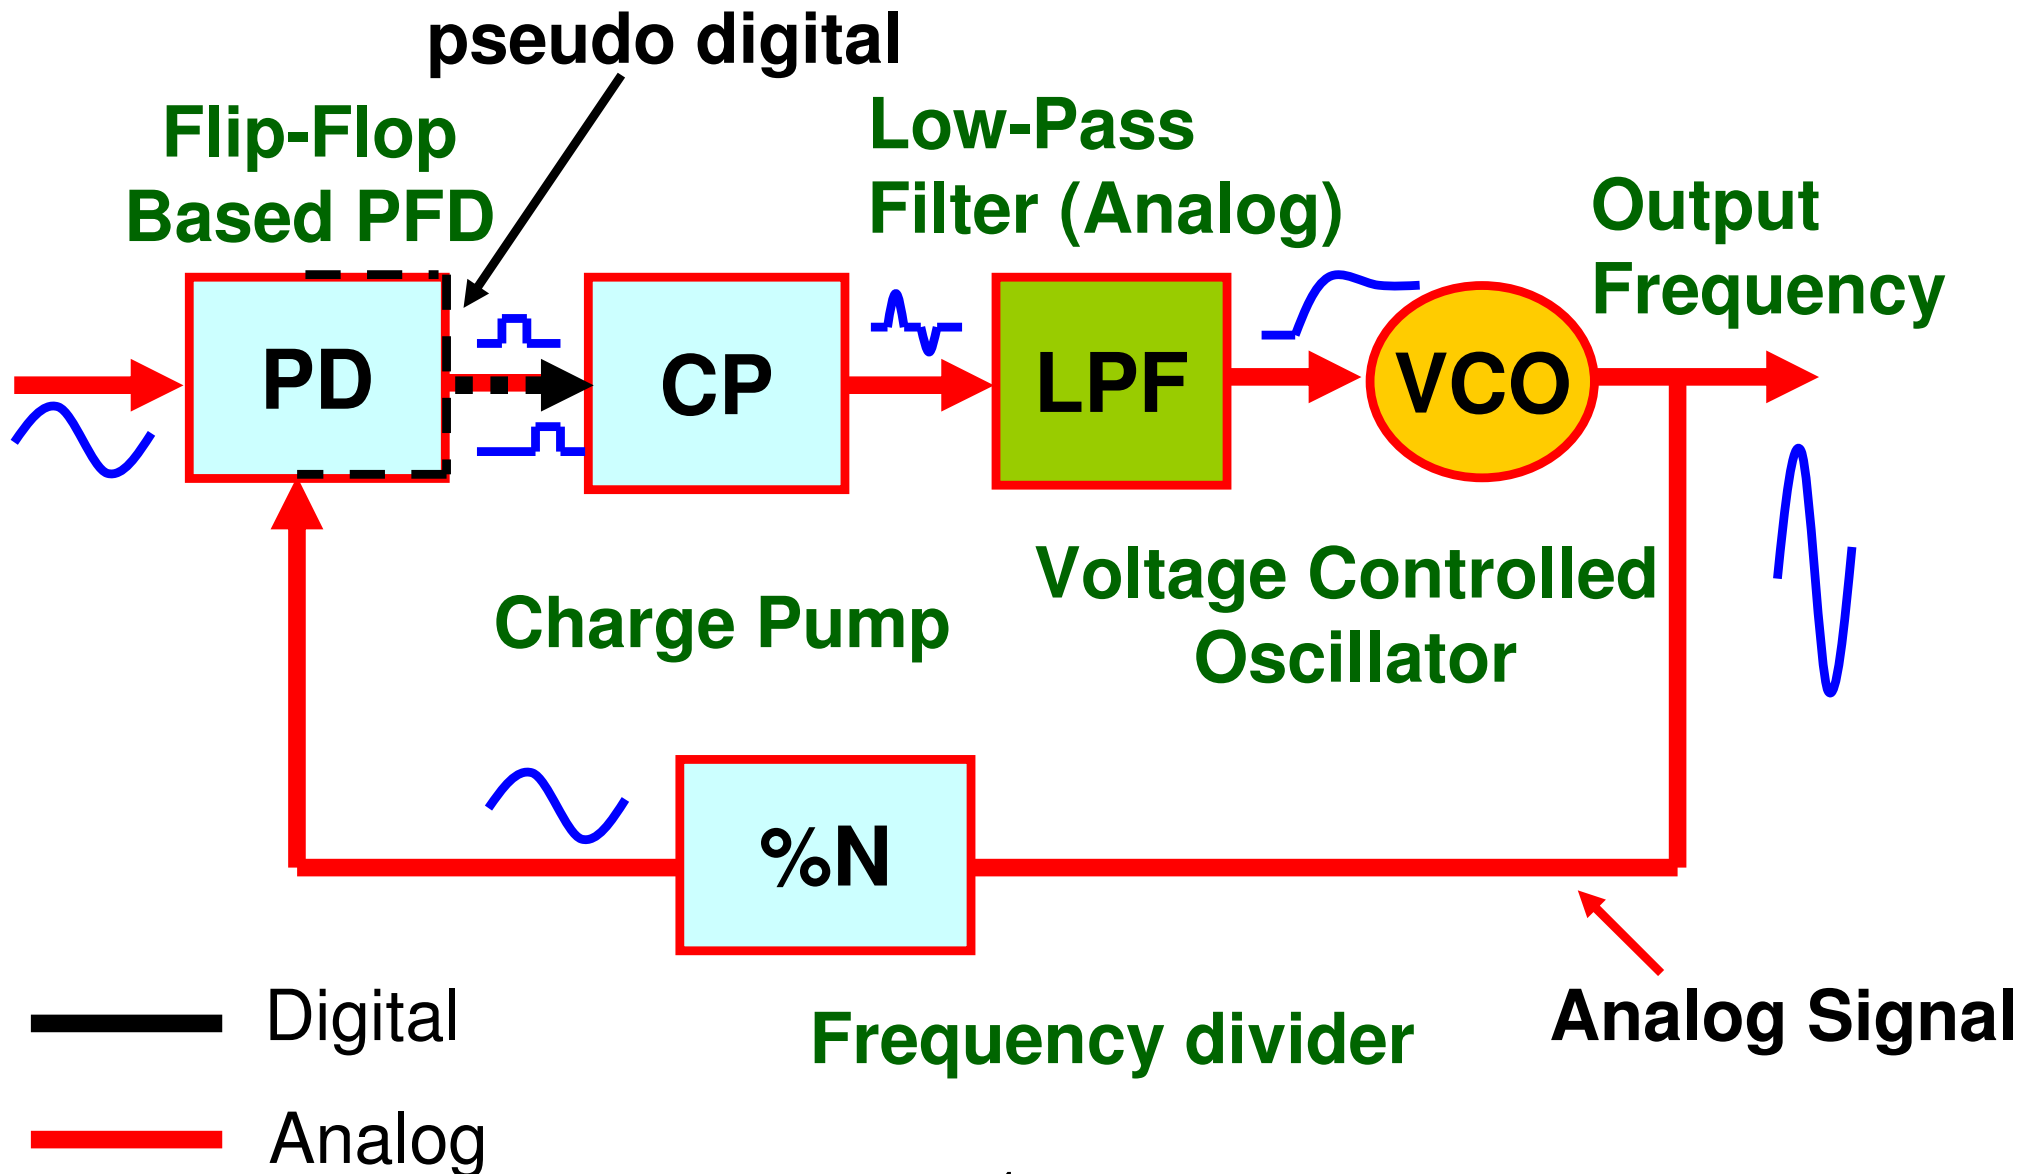 pseudo digital
Flip-Flop
Based PFD
Low-Pass
Filter (Analog)
Output
Frequency
PD
CP
LPF
VCO
Charge Pump
Voltage Controlled
Oscillator
%N
Frequency divider
Analog Signal
Digital
Analog